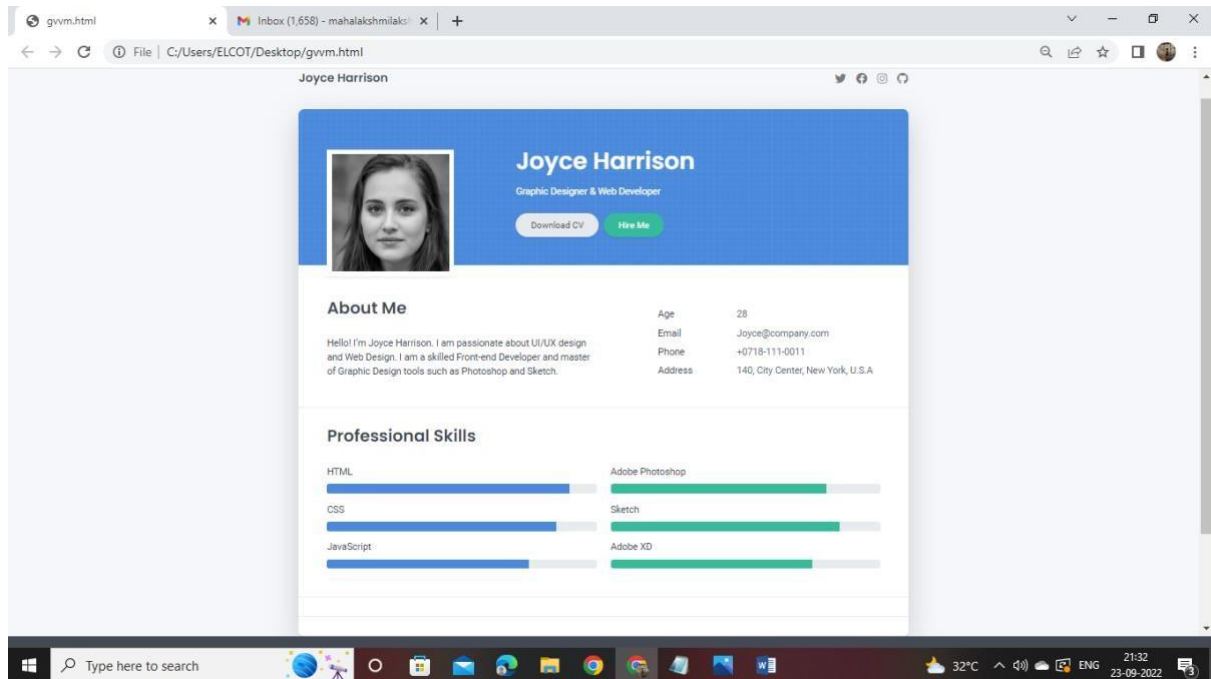 gvvm.html
Inbox (1,658) - mahalakshmilaksh
File | C:/Users/ELCOT/Desktop/gvvm.html
Joyce Harrison
Joyce Harrison
Graphic Designer & Web Developer
Download CV Hire Me
About Me
Hello! I'm Joyce Harrison. I am passionate about UI/UX design
and Web Design. I am a skilled Front-end Developer and master
of Graphic Design tools such as Photoshop and Sketch.
Age 28
Email Joyce@company.com
Phone +0718-111-0011
Address 140, City Center, New York, U.S.A
Professional Skills
HTML
CSS
JavaScript
Adobe Photoshop
Sketch
Adobe XD
Type here to search
32°C
ENG
21:32
23-09-2022
3